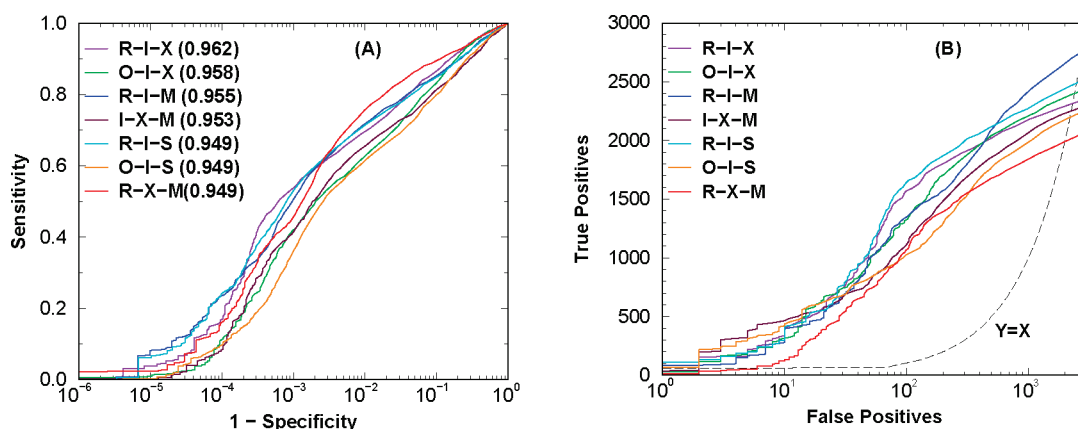 (A)
R−I−X (0.962)
O−I−X (0.958)
R−I−M (0.955)
I−X−M (0.953)
R−I−S (0.949)
O−I−S (0.949)
R−X−M(0.949)
Sensitivity
1.0
0.8
0.6
0.4
0.2
0.0
10−6 10−5 10−4 10−3 10−2 10−1 100
1 − Specificity
(B)
R−I−X
O−I−X
R−I−M
I−X−M
R−I−S
O−I−S
R−X−M
True Positives
3000
2500
2000
1500
1000
500
0
Y=X
100 101 102 103
False Positives